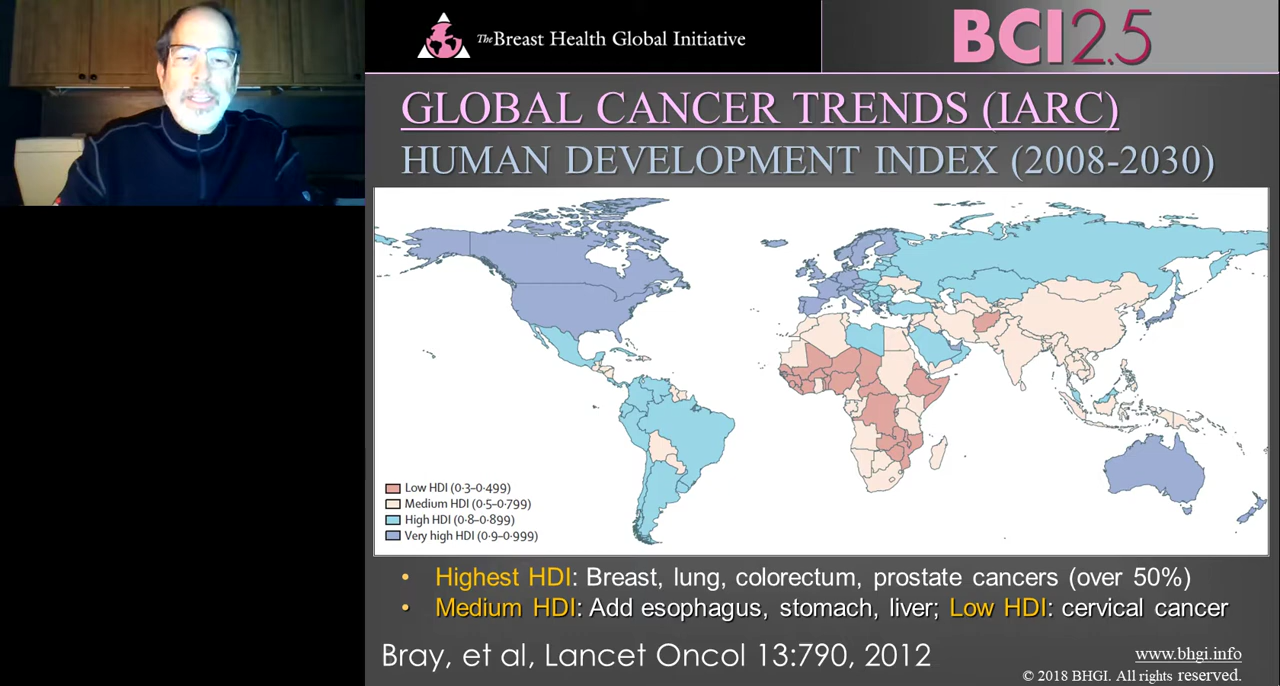 The Breast Health Global Initiative
BCI2.5
GLOBAL CANCER TRENDS (IARC)
HUMAN DEVELOPMENT INDEX (2008-2030)
Low HDI (0·3–0·499)
Medium HDI (0·5–0·799)
High HDI (0·8–0·899)
Very high HDI (0·9–0·999)
• Highest HDI: Breast, lung, colorectum, prostate cancers (over 50%)
• Medium HDI: Add esophagus, stomach, liver; Low HDI: cervical cancer
Bray, et al, Lancet Oncol 13:790, 2012
www.bhgi.info
© 2018 BHGI. All rights reserved.